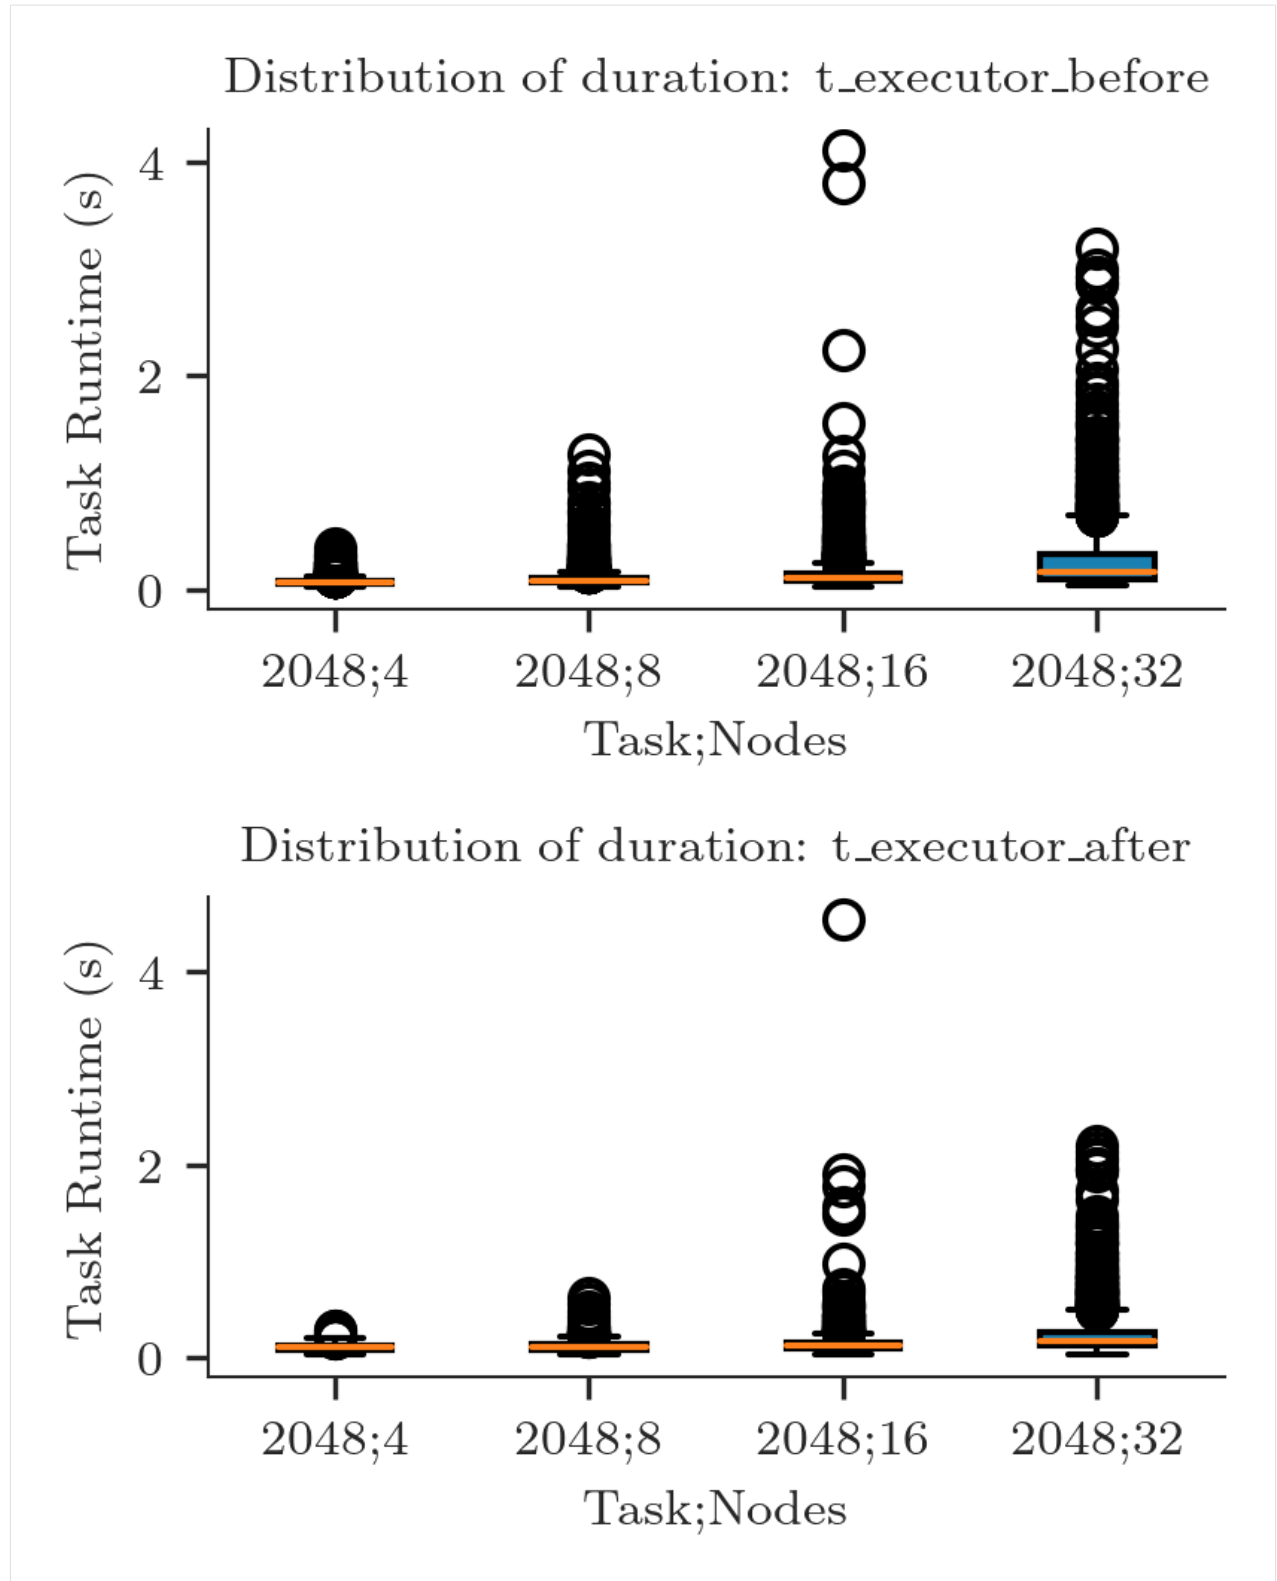 Distribution of duration: t_executor_before
Task Runtime (s)
4
2
0
2048;4 2048;8 2048;16 2048;32
Task;Nodes
Distribution of duration: t_executor_after
Task Runtime (s)
4
2
0
2048;4 2048;8 2048;16 2048;32
Task;Nodes